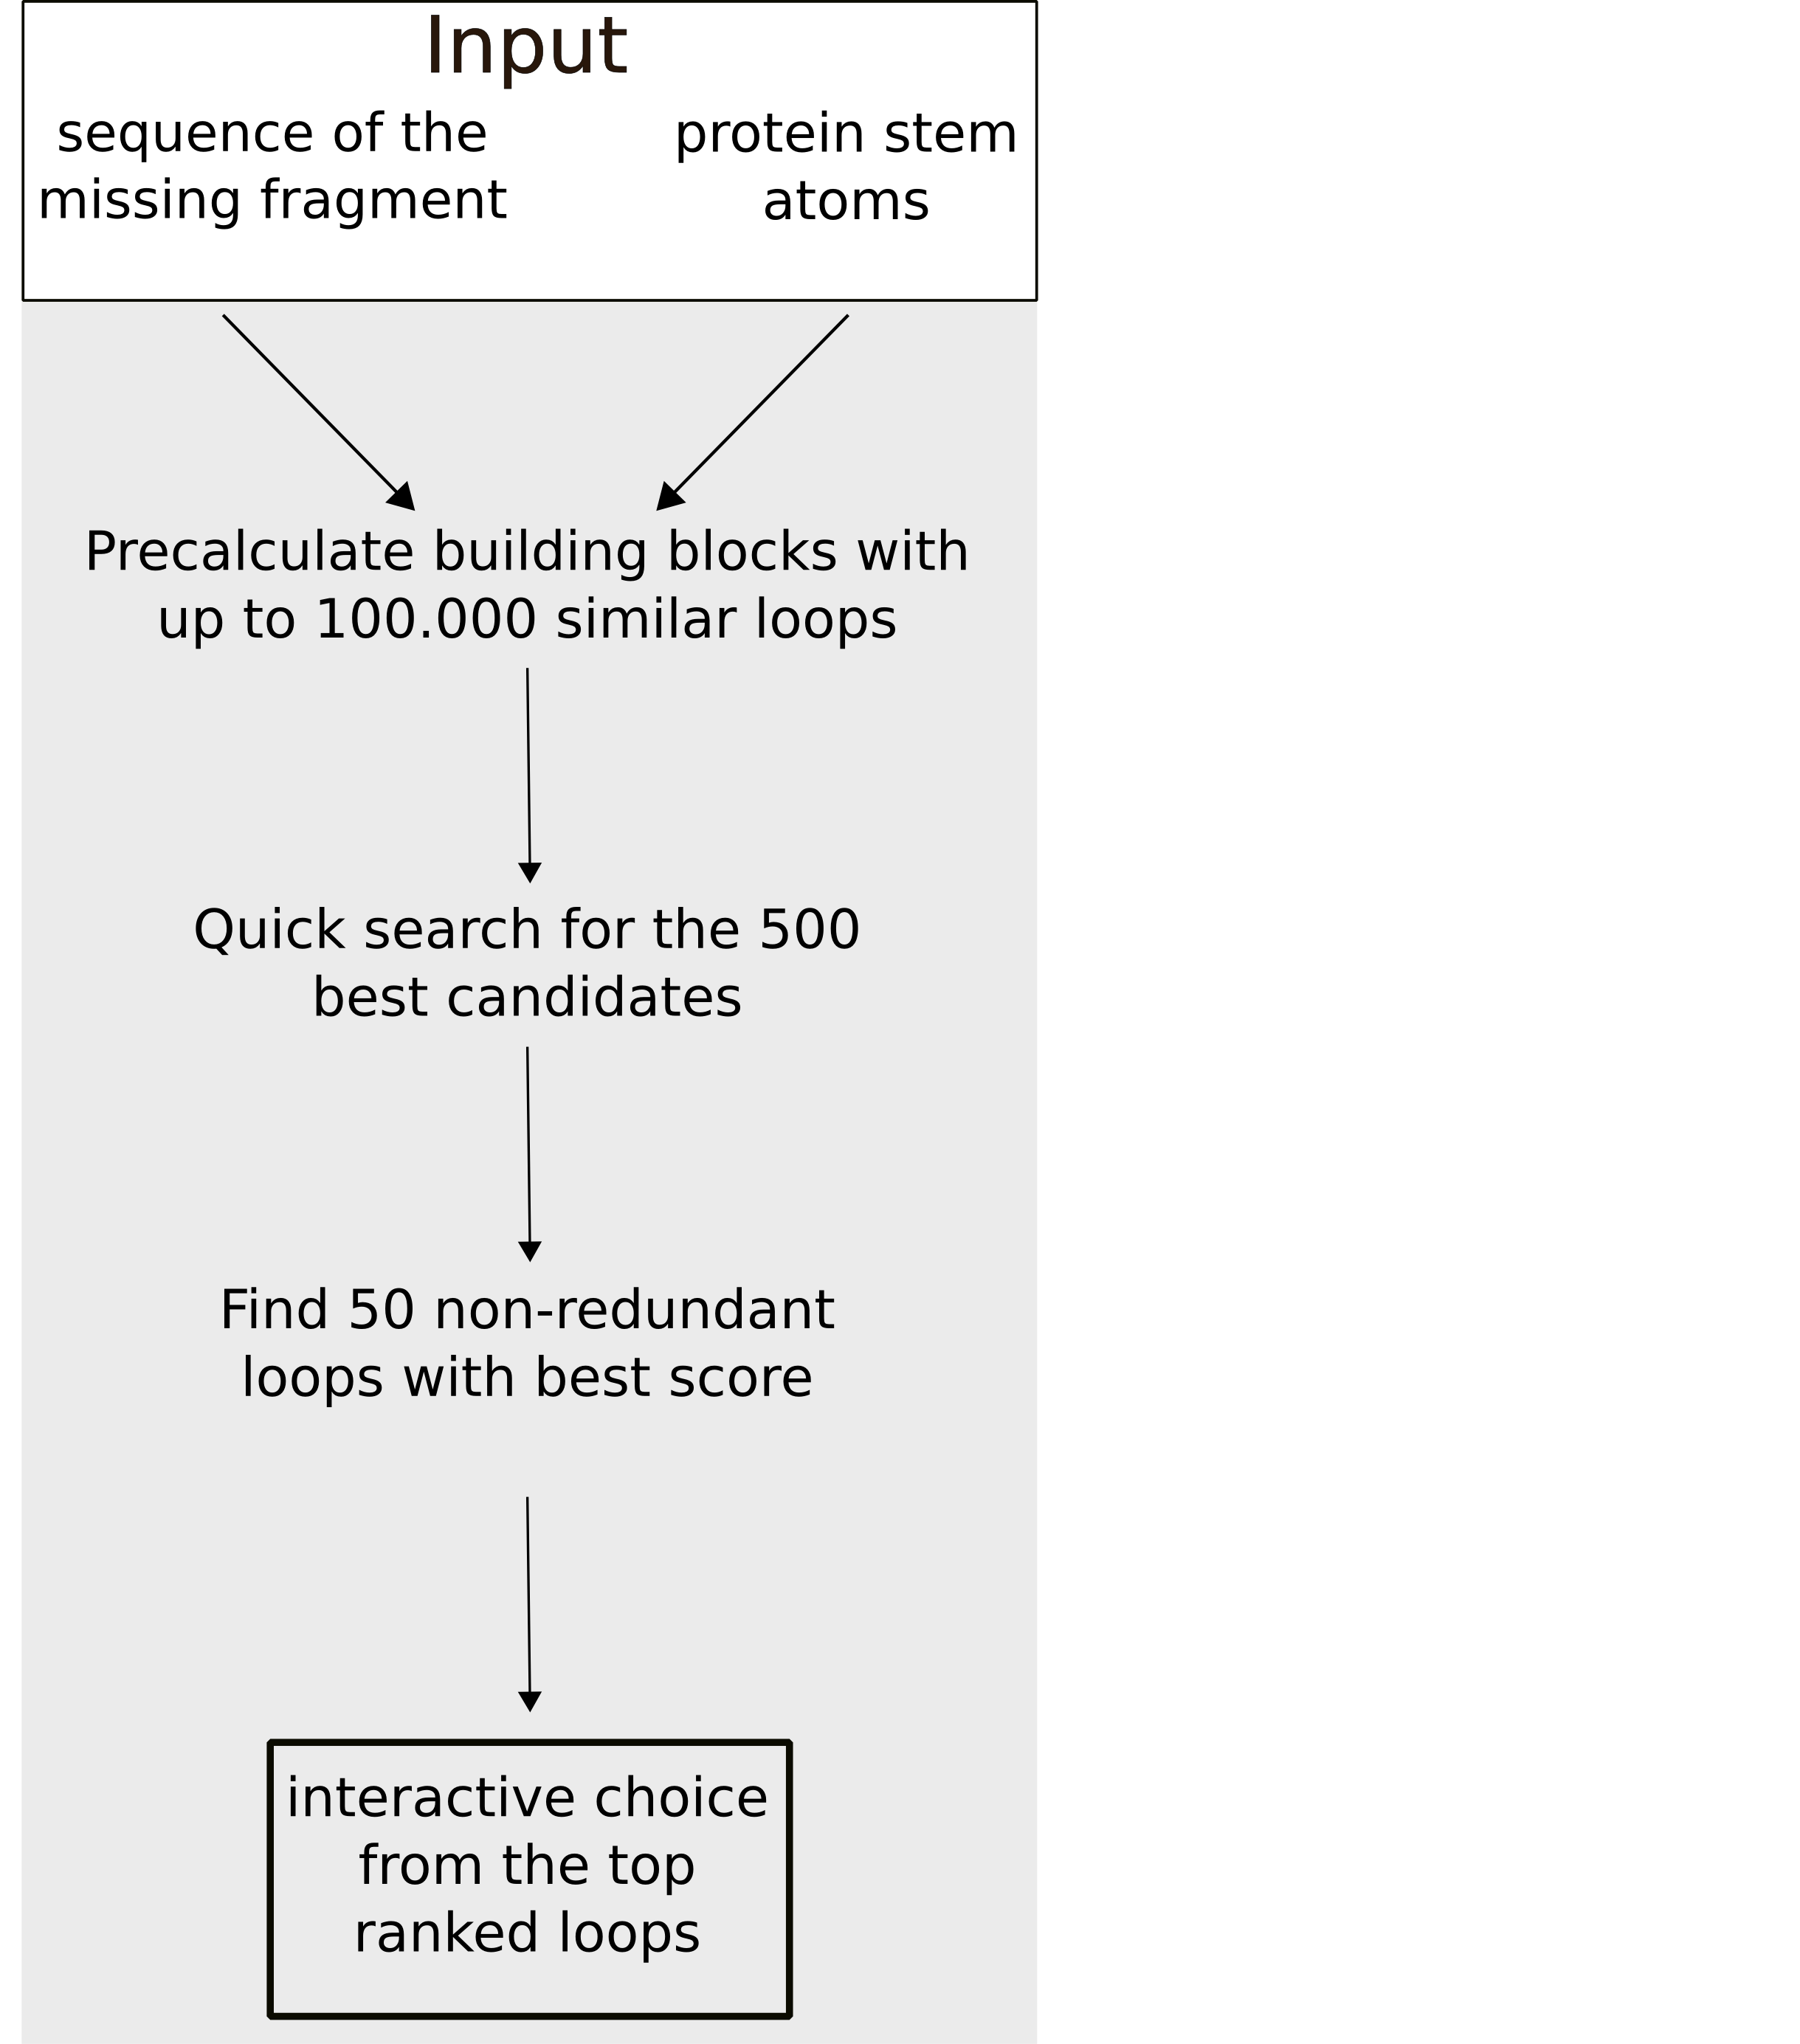 Input
sequence of the
missing fragment
protein stem
atoms
Precalculate building blocks with
up to 100.000 similar loops
Quick search for the 500
best candidates
Find 50 non-redundant
loops with best score
interactive choice
from the top
ranked loops